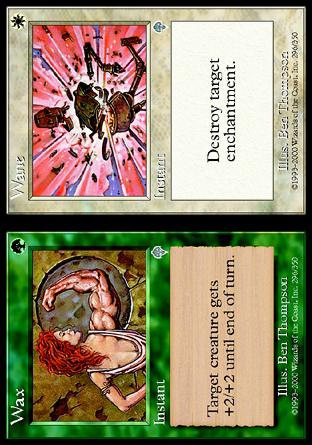 Wane
Instant
Destroy target
enchantment.
Illus. Ben Thompson
©1993-2000 Wizards of the Coast, Inc. 296/350
Wax
Instant
Target creature gets
+2/+2 until end of turn.
Illus. Ben Thompson
©1993-2000 Wizards of the Coast, Inc. 296/350